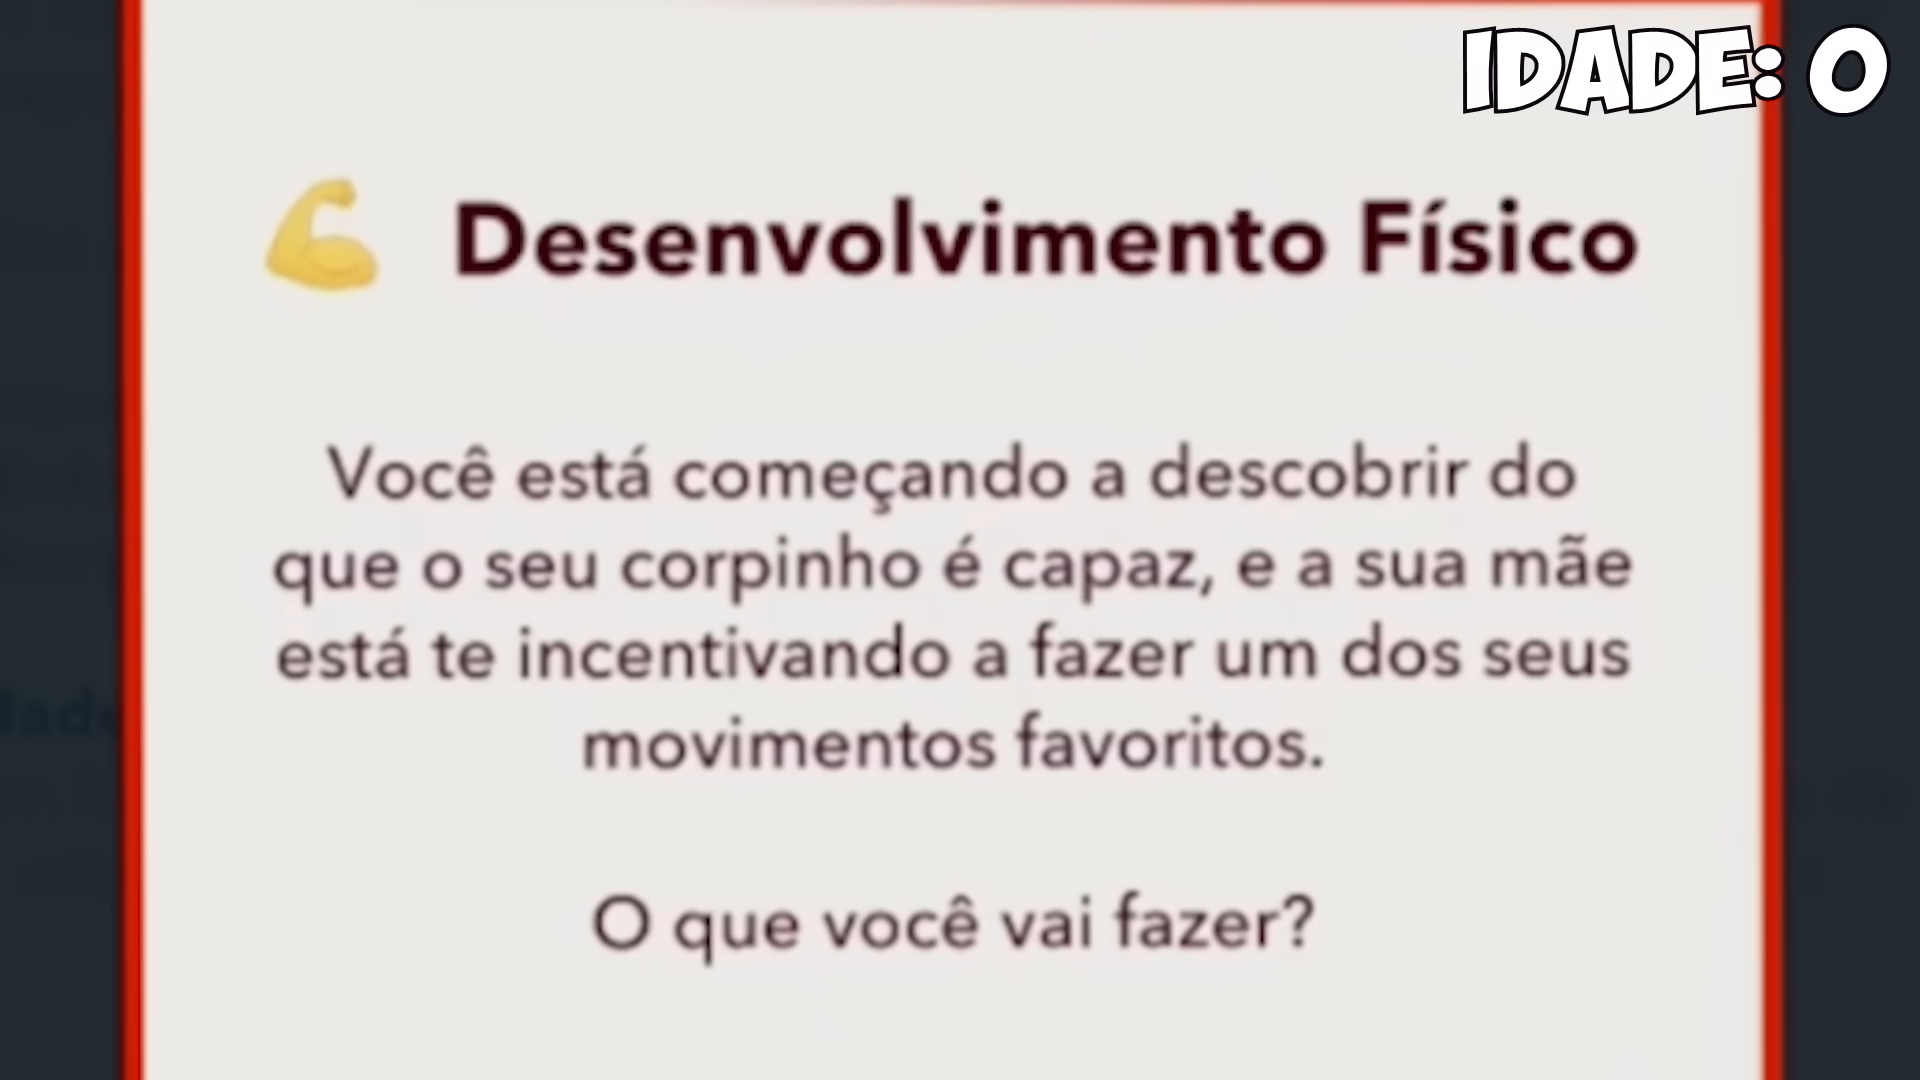 IDADE: 0
💪 Desenvolvimento Físico
Você está começando a descobrir do
que o seu corpinho é capaz, e a sua mãe
está te incentivando a fazer um dos seus
movimentos favoritos.
O que você vai fazer?